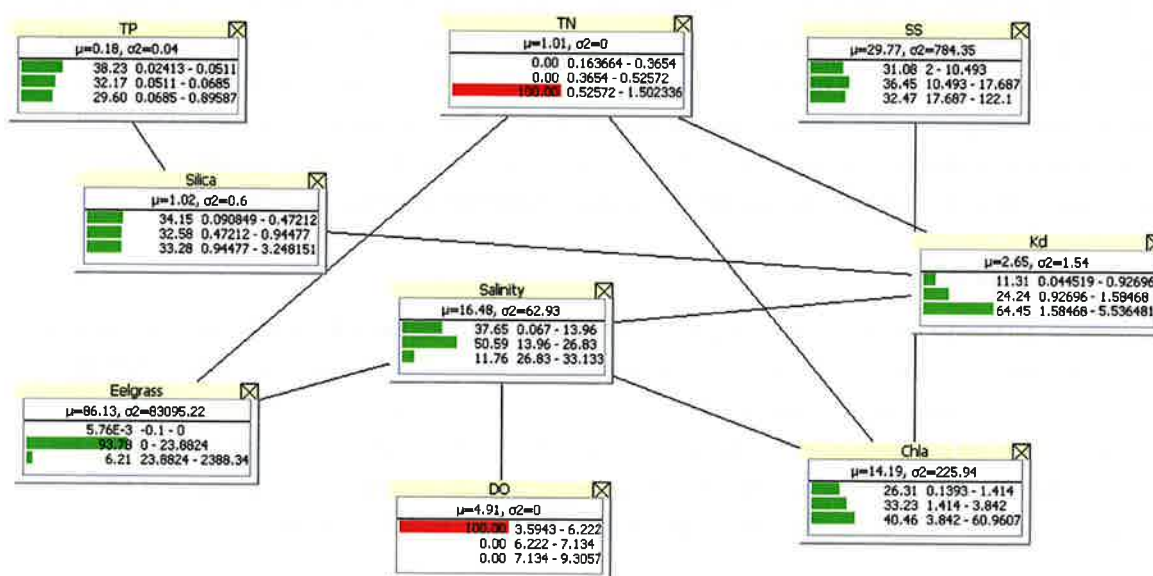 TP
μ=0.18, σ2=0.04
38.23 0.02413 - 0.0511
32.17 0.0511 - 0.0685
29.60 0.0685 - 0.89587
TN
μ=1.01, σ2=0
0.00 0.163664 - 0.3654
0.00 0.3654 - 0.52572
100.00 0.52572 - 1.502336
SS
μ=29.77, σ2=784.35
31.08 2 - 10.493
36.45 10.493 - 17.687
32.47 17.687 - 122.1
Silica
μ=1.02, σ2=0.6
34.15 0.090849 - 0.47212
32.58 0.47212 - 0.94477
33.28 0.94477 - 3.248151
Kd
μ=2.65, σ2=1.54
11.31 0.044519 - 0.92696
24.24 0.92696 - 1.58468
64.45 1.58468 - 5.536481
Salinity
μ=16.48, σ2=62.93
37.65 0.067 - 13.96
50.59 13.96 - 26.83
11.76 26.83 - 33.133
Eelgrass
μ=86.13, σ2=83095.22
5.76E-3 -0.1 - 0
93.78 0 - 23.8824
6.21 23.8824 - 2388.34
Chla
μ=14.19, σ2=225.94
26.31 0.1393 - 1.414
33.23 1.414 - 3.842
40.46 3.842 - 60.9607
DO
μ=4.91, σ2=0
100.00 3.5943 - 6.222
0.00 6.222 - 7.134
0.00 7.134 - 9.3057